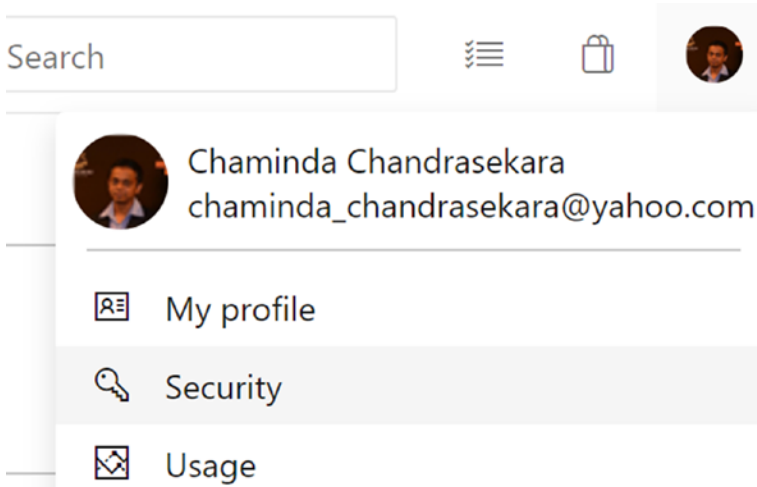 Search
Chaminda Chandrasekara
chaminda_chandrasekara@yahoo.com
My profile
Security
Usage